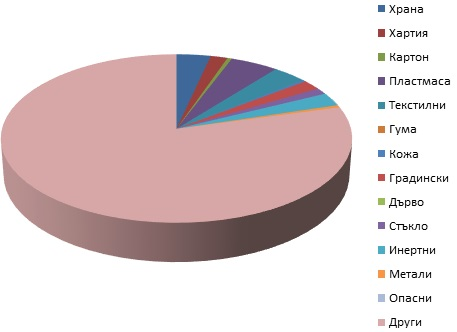 Храна
Хартия
Картон
Пластмаса
Текстилни
Гума
Кожа
Градински
Дърво
Стъкло
Инертни
Метали
Опасни
Други